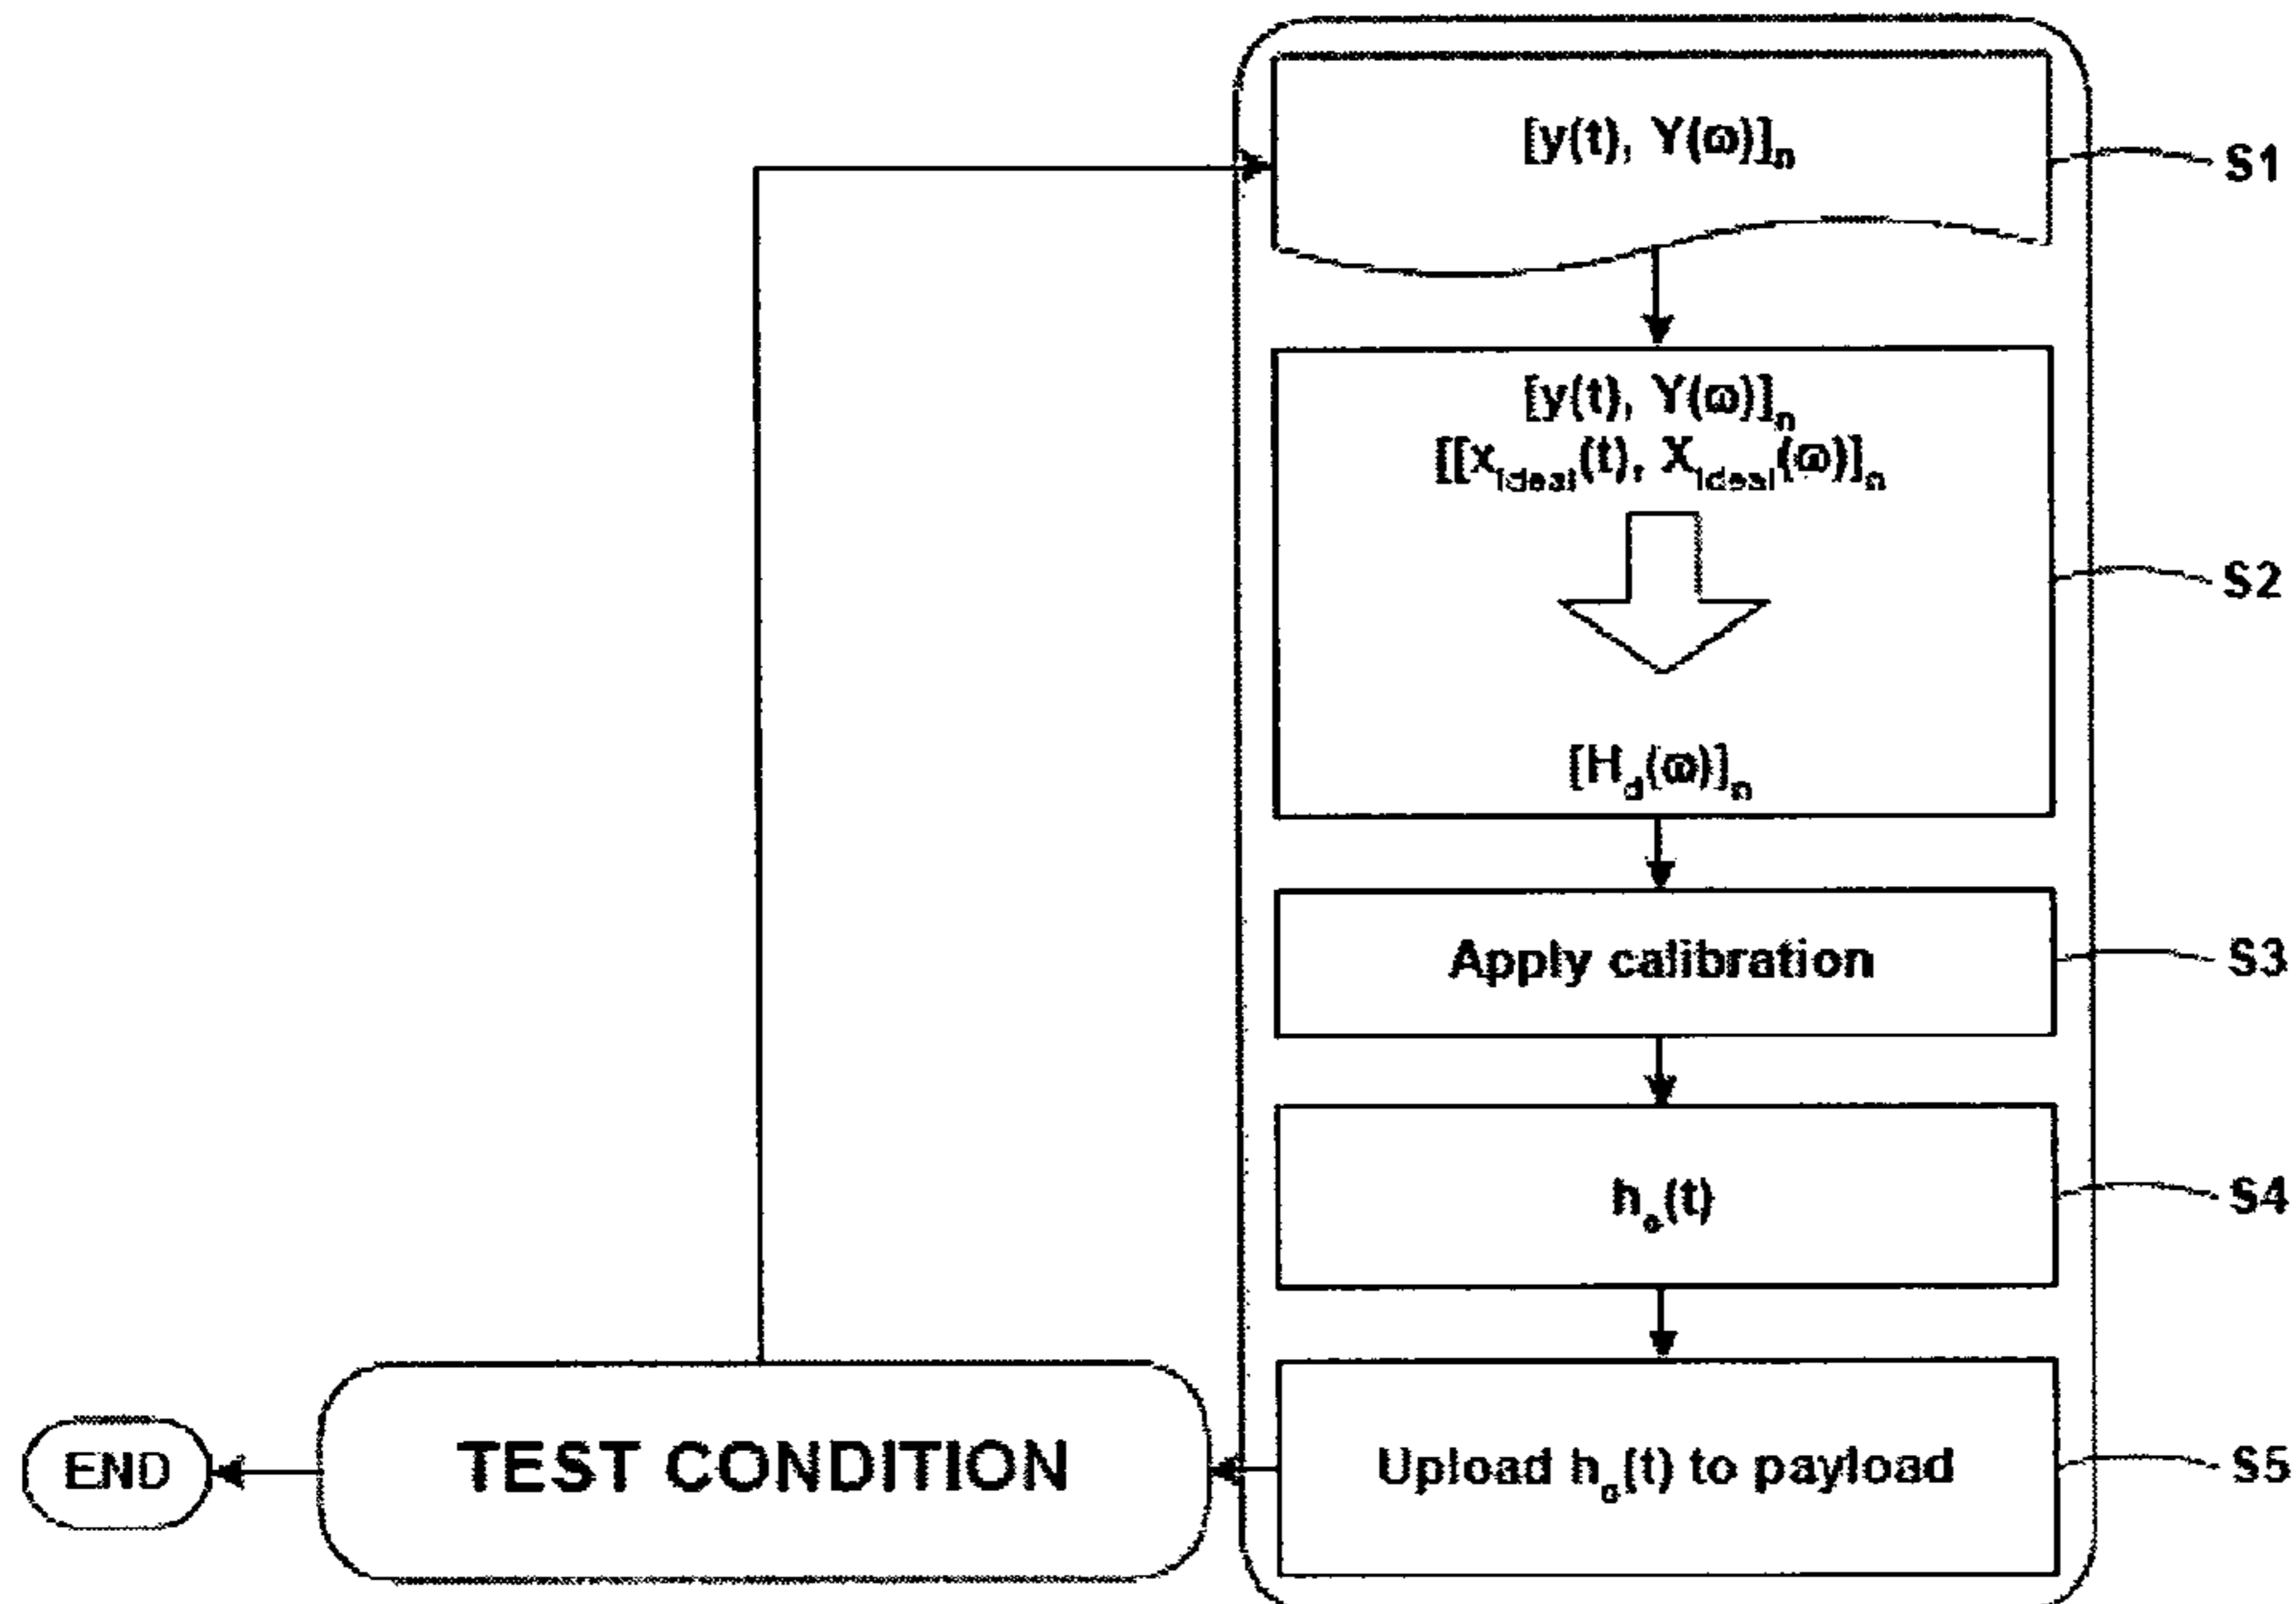 [y(t), Y(ω)]n
S1
[y(t), Y(ω)]n
[[xideal(t), Xideal(ω)]n
S2
[Hd(ω)]n
Apply calibration
S3
he(t)
S4
END
TEST CONDITION
Upload he(t) to payload
S5